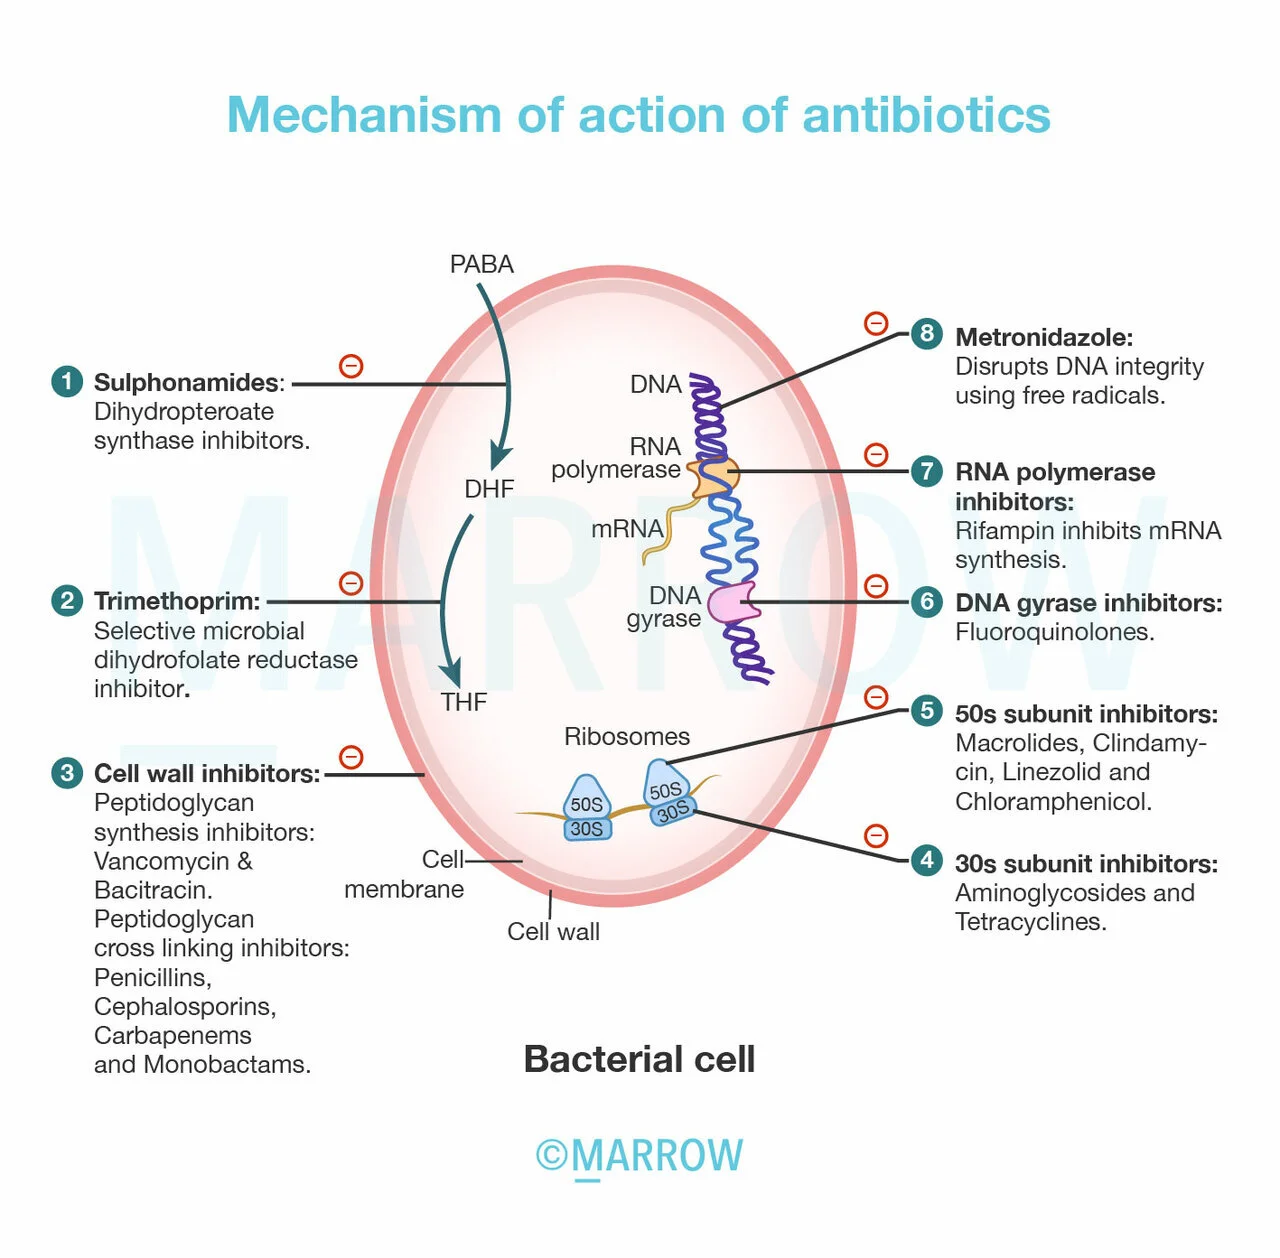 Mechanism of action of antibiotics
PABA
DHF
THF
1 Sulphonamides:
Dihydropteroate
synthase inhibitors.
2 Trimethoprim:
Selective microbial
dihydrofolate reductase
inhibitor.
3 Cell wall inhibitors:
Peptidoglycan
synthesis inhibitors:
Vancomycin &
Bacitracin.
Peptidoglycan
cross linking inhibitors:
Penicillins,
Cephalosporins,
Carbapenems
and Monobactams.
DNA
RNA
polymerase
mRNA
DNA
gyrase
Ribosomes
50S
30S
50S
30S
Cell
membrane
Cell wall
8 Metronidazole:
Disrupts DNA integrity
using free radicals.
7 RNA polymerase
inhibitors:
Rifampin inhibits mRNA
synthesis.
6 DNA gyrase inhibitors:
Fluoroquinolones.
5 50s subunit inhibitors:
Macrolides, Clindamy-
cin, Linezolid and
Chloramphenicol.
4 30s subunit inhibitors:
Aminoglycosides and
Tetracyclines.
Bacterial cell
©MARROW
MARROW